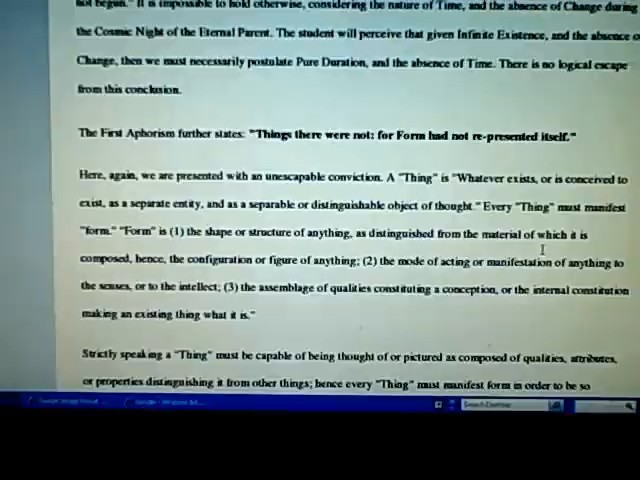 not begun." It is impossible to hold otherwise, considering the nature of Time, and the absence of Change during
the Cosmic Night of the Eternal Parent. The student will perceive that given Infinite Existence, and the absence o
Change, then we must necessarily postulate Pure Duration, and the absence of Time. There is no logical escape
from this conclusion.
The First Aphorism further states: "Things there were not: for Form had not re-presented itself."
Here, again, we are presented with an unescapable conviction. A "Thing" is "Whatever exists, or is conceived to
exist, as a separate entity, and as a separable or distinguishable object of thought." Every "Thing" must manifest
"form." "Form" is (1) the shape or structure of anything, as distinguished from the material of which it is
composed, hence, the configuration or figure of anything; (2) the mode of acting or manifestation of anything to
the senses, or to the intellect; (3) the assemblage of qualities constituting a conception, or the internal constitution
making an existing thing what it is."
Strictly speaking a "Thing" must be capable of being thought of or pictured as composed of qualities, attributes,
or properties distinguishing it from other things; hence every "Thing" must manifest form in order to be so
Google Image Result Google - Windows Search Desktop